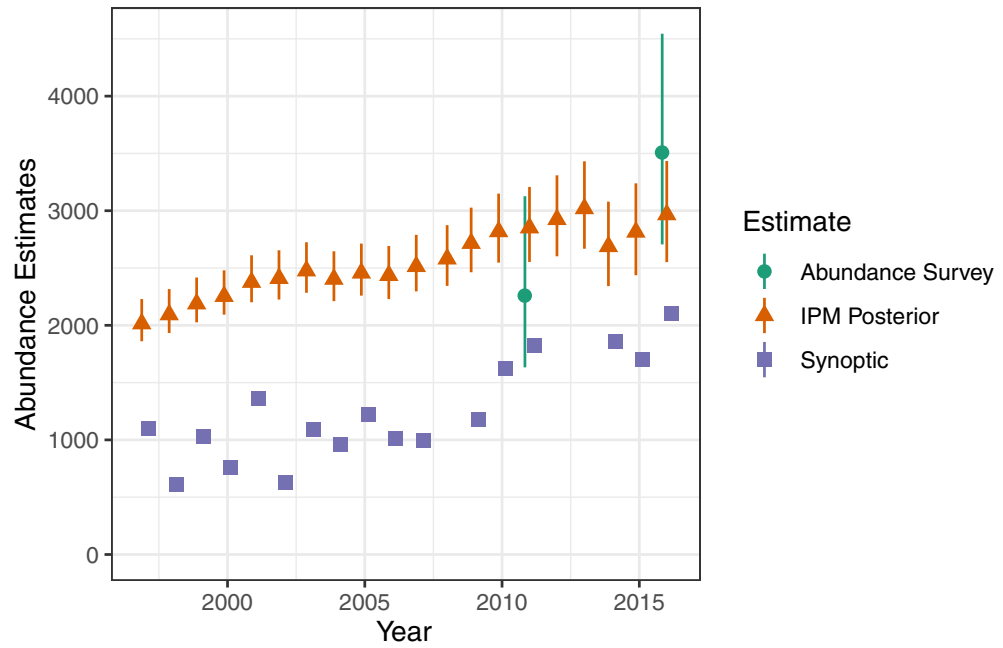 Abundance Estimates
4000
3000
2000
1000
0
2000
2005
2010
2015
Year
Estimate
Abundance Survey
IPM Posterior
Synoptic